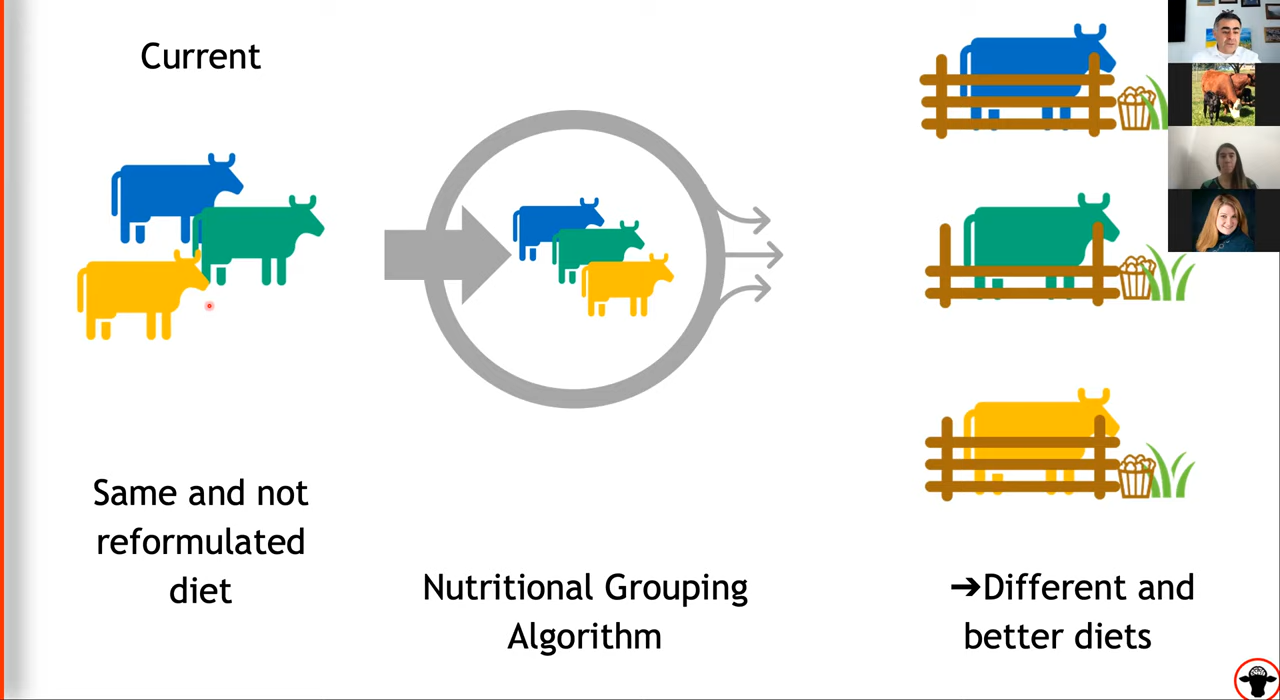 Current
Same and not
reformulated
diet
Nutritional Grouping
Algorithm
➔Different and
better diets